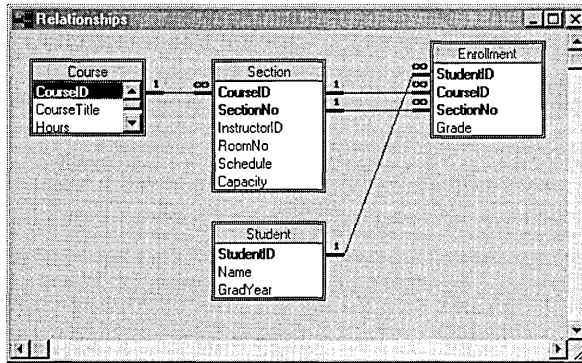 Relationships
Course
CourseID
CourseTitle
Hours
1
∞
Section
CourseID
SectionNo
InstructorID
RoomNo
Schedule
Capacity
1
1
∞
∞
∞
Enrollment
StudentID
CourseID
SectionNo
Grade
Student
StudentID
Name
GradYear
1